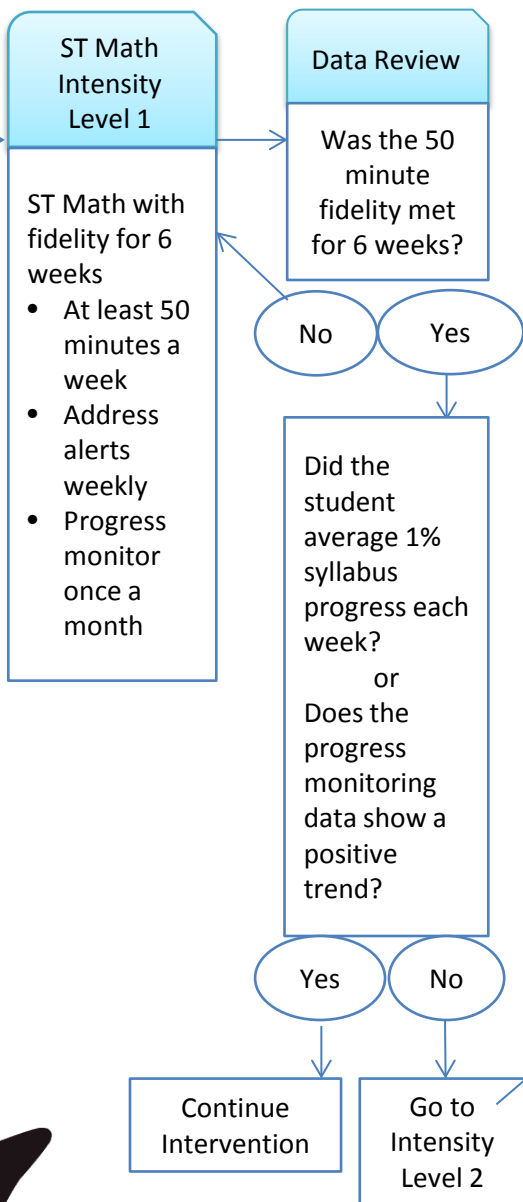 ST Math
Intensity
Level 1
ST Math with
fidelity for 6
weeks
• At least 50
minutes a
week
• Address
alerts
weekly
• Progress
monitor
once a
month
Data Review
Was the 50
minute
fidelity met
for 6 weeks?
No
Yes
Did the
student
average 1%
syllabus
progress each
week?
or
Does the
progress
monitoring
data show a
positive
trend?
Yes
No
Continue
Intervention
Go to
Intensity
Level 2